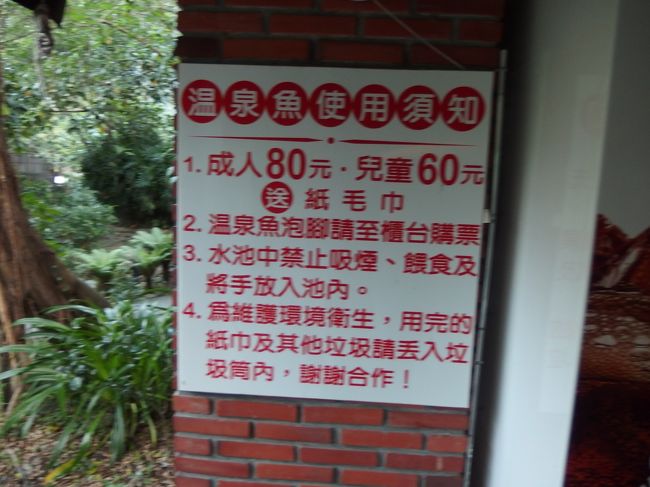 溫泉魚使用須知
1. 成人80元．兒童60元
送紙毛巾
2. 溫泉魚泡腳請至櫃台購票
3. 水池中禁止吸煙、餵食及
將手放入池內。
4. 為維護環境衛生，用完的
紙巾及其他垃圾請丟入垃
圾筒內，謝謝合作！